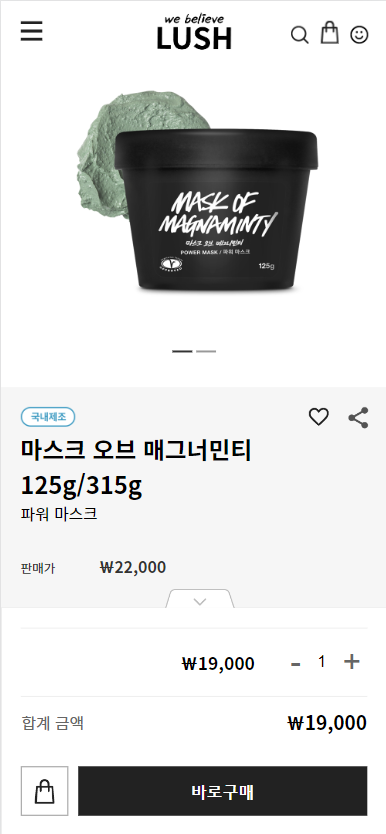 we believe
LUSH
MASK OF
MAGNAMINTY
마스크 오브 매그너민티
POWER MASK / 파워 마스크
125g
국내제조
마스크 오브 매그너민티
125g/315g
파워 마스크
판매가 ₩22,000
₩19,000 - 1 +
합계 금액 ₩19,000
바로구매